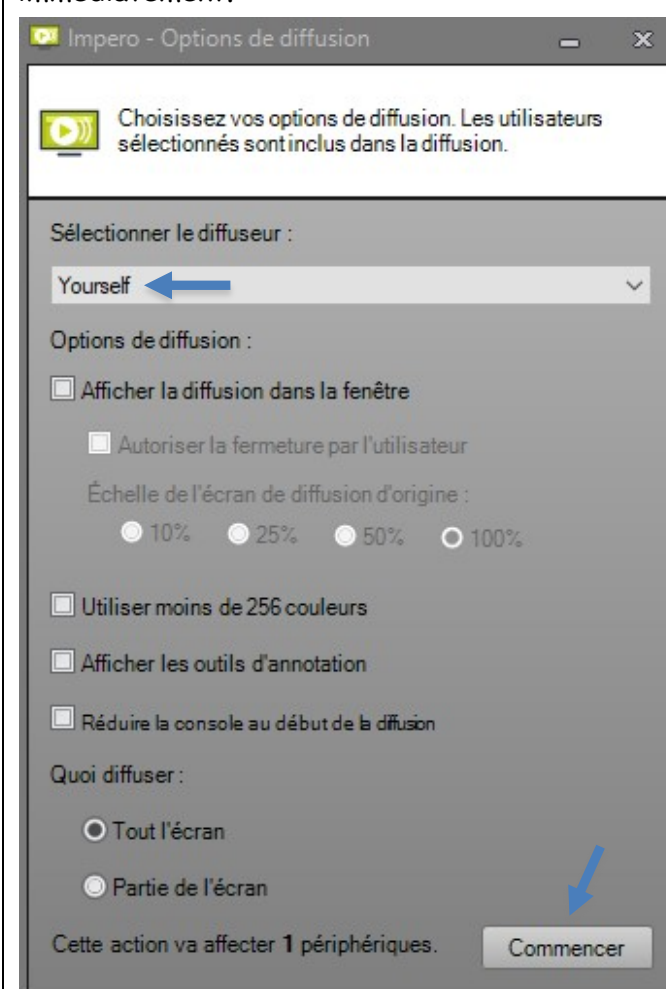 Impero - Options de diffusion
Choisissez vos options de diffusion. Les utilisateurs
sélectionnés sont inclus dans la diffusion.
Sélectionner le diffuseur :
Yourself
Options de diffusion :
Afficher la diffusion dans la fenêtre
Autoriser la fermeture par l'utilisateur
Échelle de l'écran de diffusion d'origine :
10% 25% 50% 100%
Utiliser moins de 256 couleurs
Afficher les outils d'annotation
Réduire la console au début de la diffusion
Quoi diffuser :
Tout l'écran
Partie de l'écran
Cette action va affecter 1 périphériques. Commencer